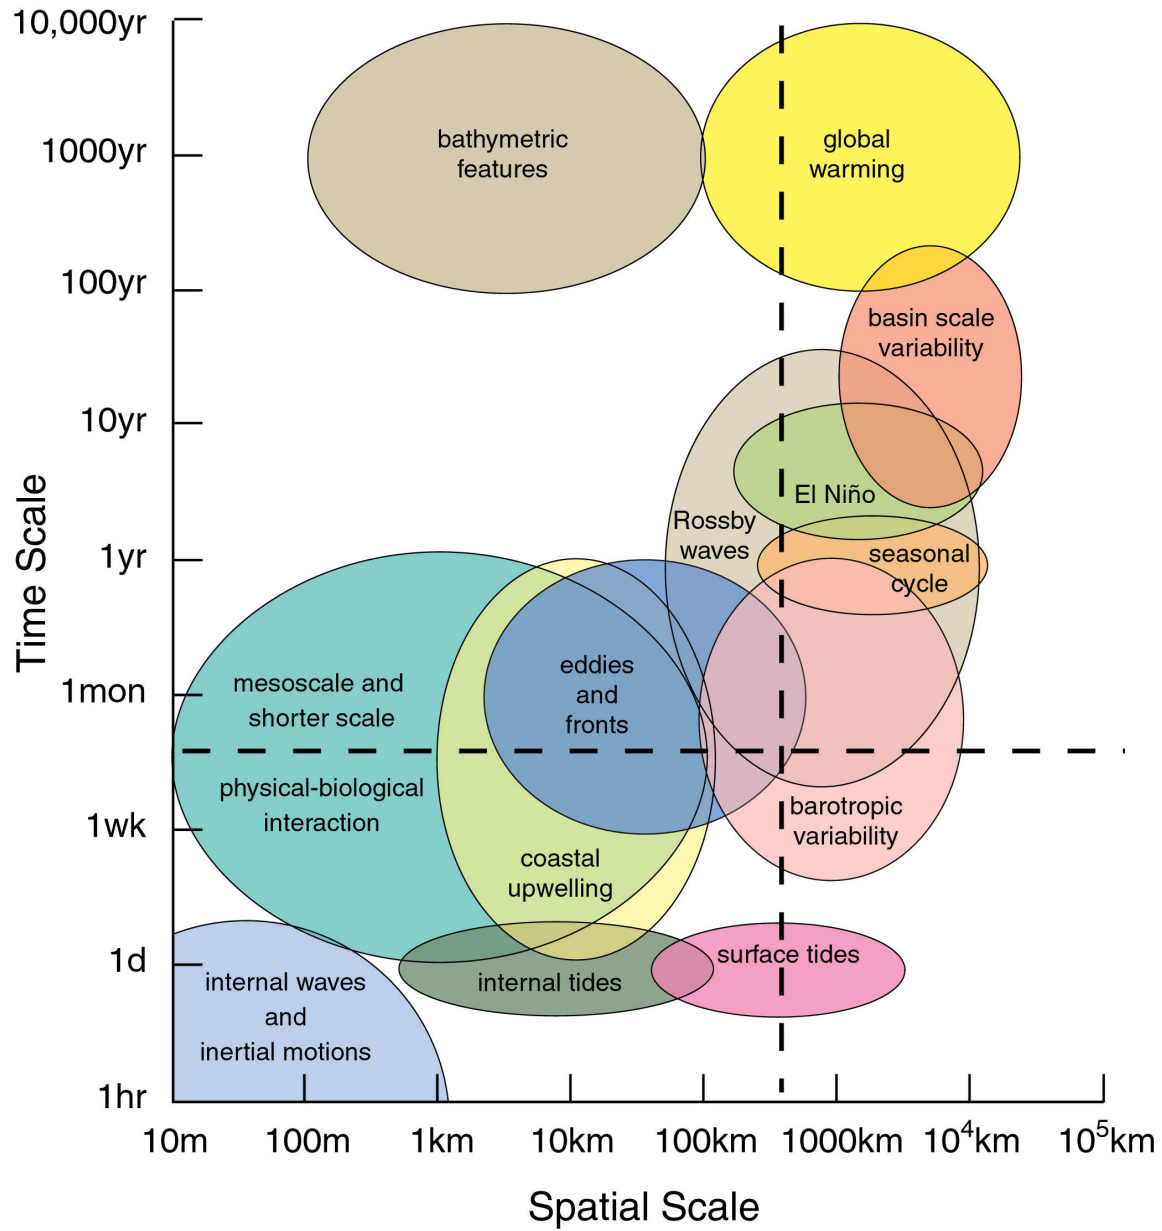 10,000yr
1000yr
100yr
10yr
1yr
1mon
1wk
1d
1hr
Time Scale
bathymetric
features
global
warming
basin scale
variability
El Niño
Rossby
waves
seasonal
cycle
eddies
and
fronts
mesoscale and
shorter scale
physical-biological
interaction
barotropic
variability
coastal
upwelling
surface tides
internal tides
internal waves
and
inertial motions
10m
100m
1km
10km
100km
1000km
10⁴km
10⁵km
Spatial Scale